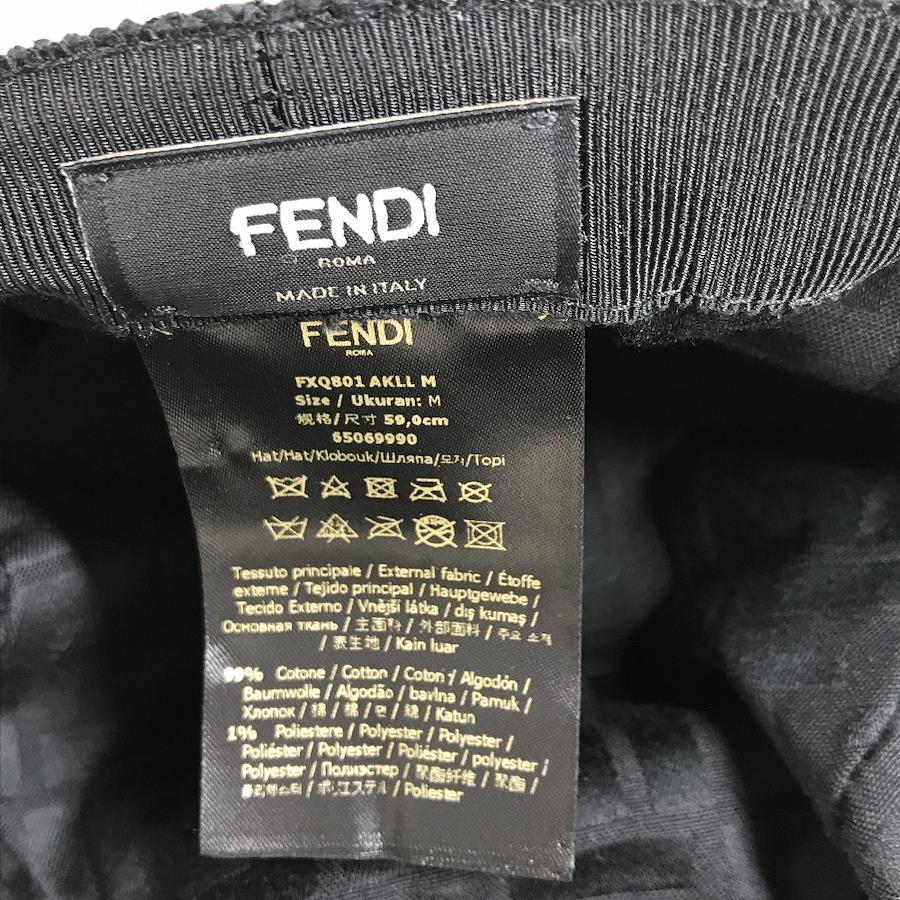 FENDI
ROMA
MADE IN ITALY
FENDI
ROMA
FXQ801 AKLL M
Size / Ukuran: M
规格/尺寸 59,0cm
65069990
Hat/Hat/Klobouk/Шляпа/모자/Topi
Tessuto principale / External fabric / Étoffe
externe / Tejido principal / Hauptgewebe /
Tecido Externo / Vnější látka / dış kumaş /
Основная ткань / 主面料 / 外部面料 / 주요 소재
/ 表生地 / Kain luar
99% Cotone / Cotton / Coton / Algodón /
Baumwolle / Algodão / bavlna / Pamuk /
Хлопок / 棉 / 棉 / 면 / 綿 / Katun
1% Poliestere / Polyester / Polyester /
Poliéster / Polyester / Poliéster / polyester /
Polyester / Полиэстер / 聚酯纤维 / 聚酯 /
폴리에스터 / ポリエステル / Poliester